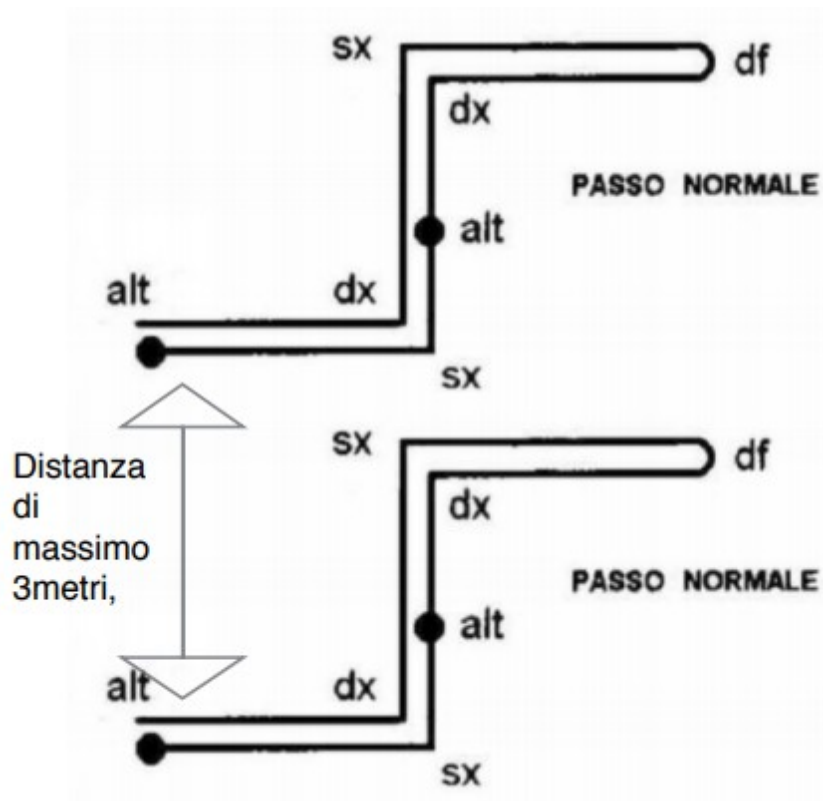 sx
df
dx
PASSO NORMALE
alt
alt
dx
sx
Distanza
di
massimo
3metri,
sx
df
dx
PASSO NORMALE
alt
alt
dx
sx